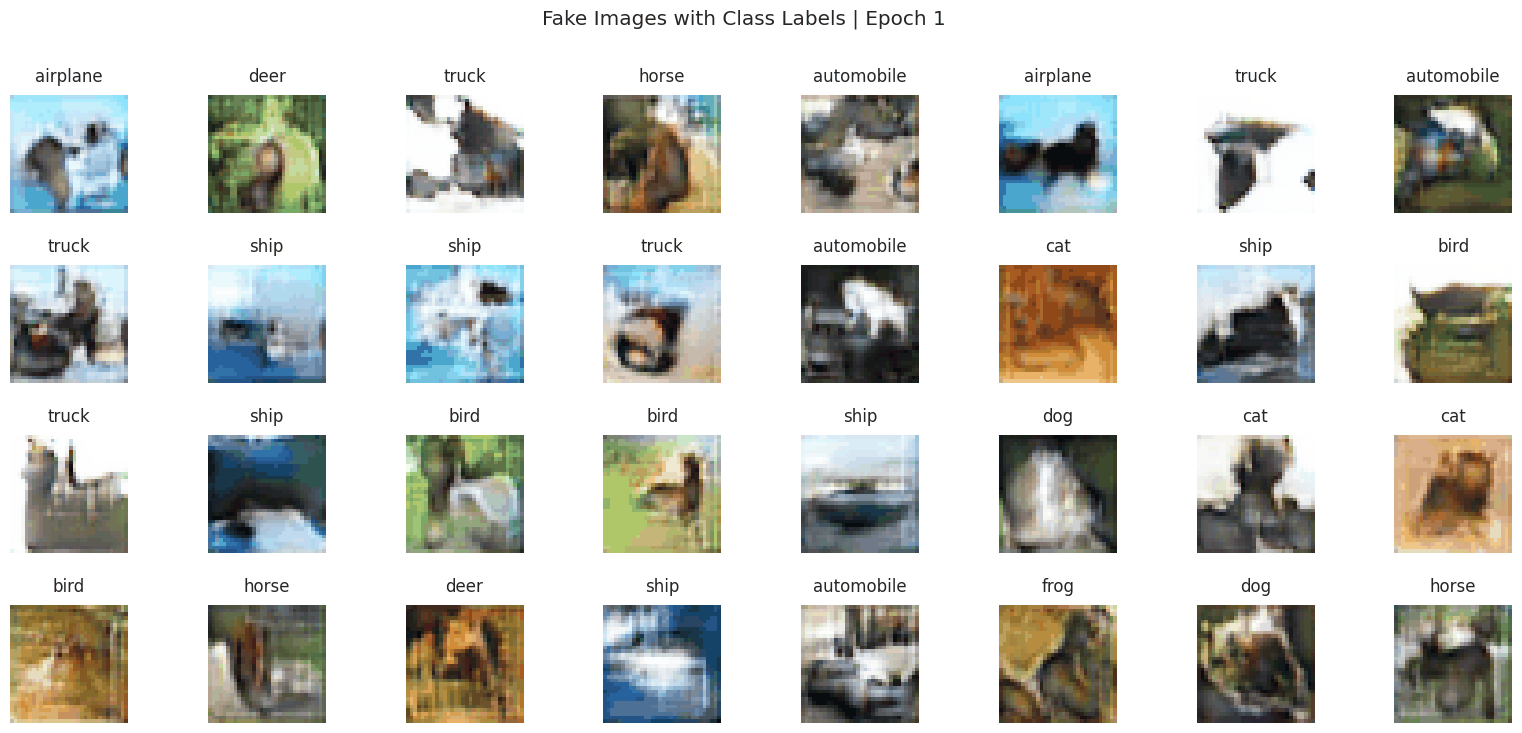 Fake Images with Class Labels | Epoch 1
airplane deer truck horse automobile airplane truck automobile
truck ship ship truck automobile cat ship bird
truck ship bird bird ship dog cat cat
bird horse deer ship automobile frog dog horse